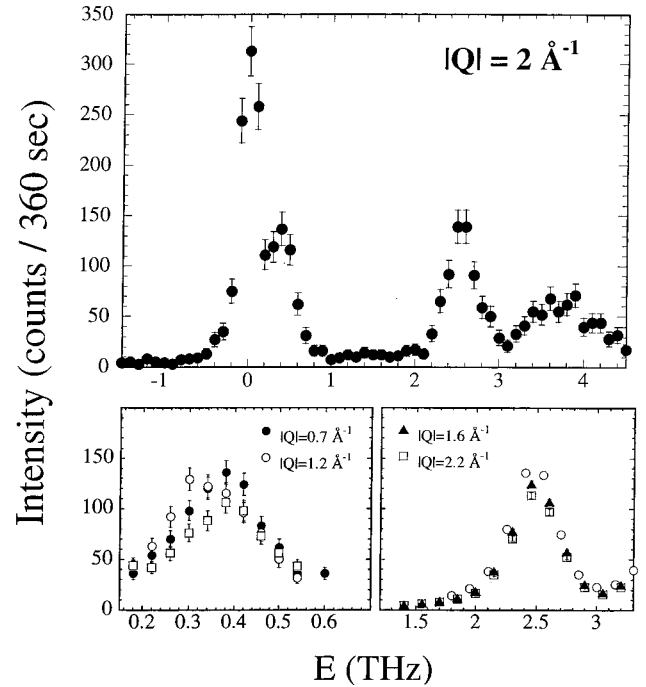 350
300
250
200
150
100
50
0
|Q| = 2 Å-1
-1 0 1 2 3 4
Intensity (counts / 360 sec)
150
100
50
0
|Q|=0.7 Å-1
|Q|=1.2 Å-1
|Q|=1.6 Å-1
|Q|=2.2 Å-1
0.2 0.3 0.4 0.5 0.6
1.5 2 2.5 3
E (THz)